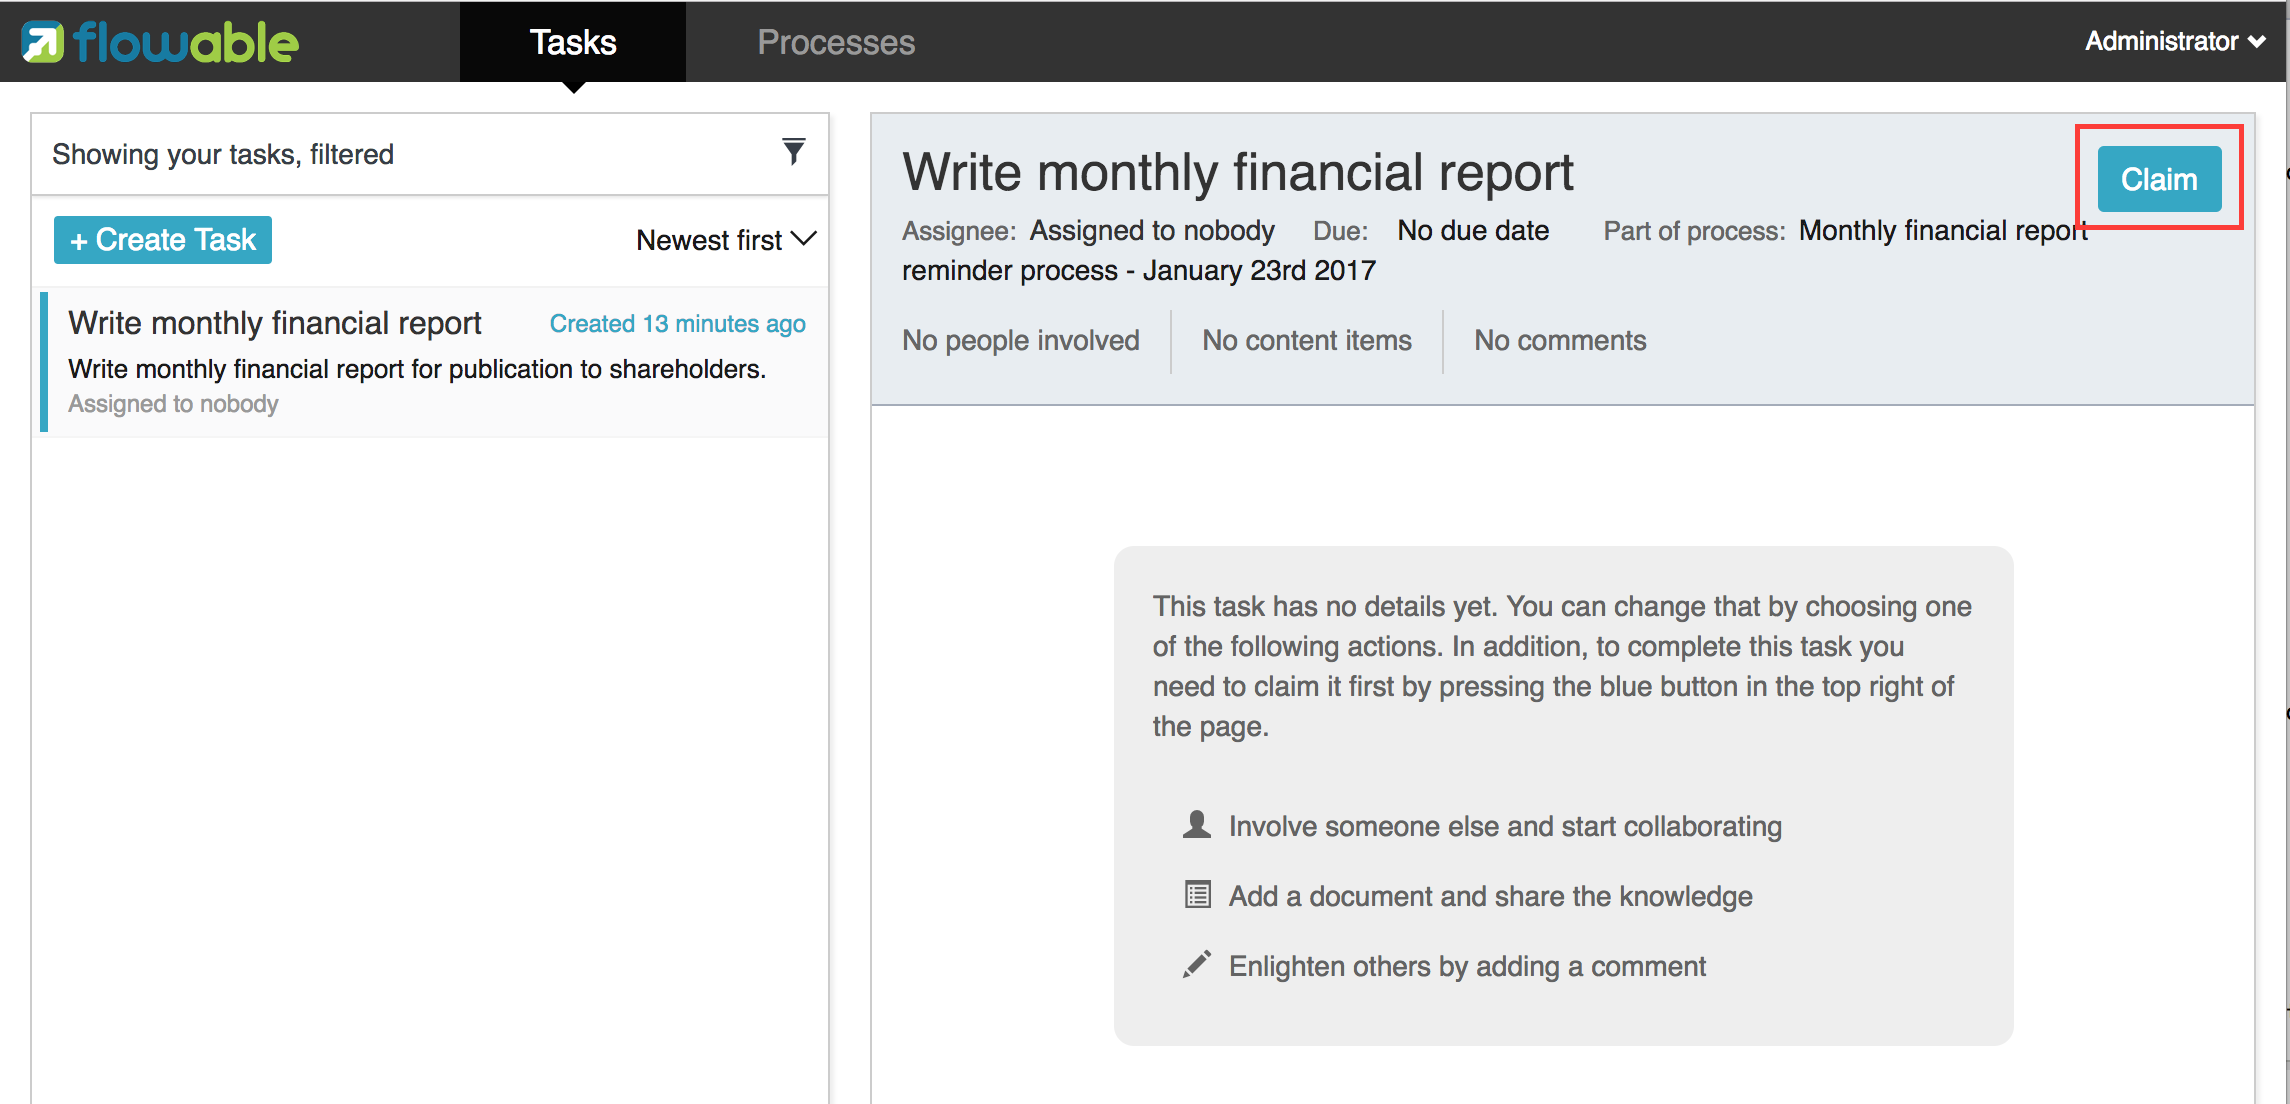 flowable
Tasks
Processes
Administrator
Showing your tasks, filtered
+ Create Task
Newest first
Write monthly financial report
Created 13 minutes ago
Write monthly financial report for publication to shareholders.
Assigned to nobody
Write monthly financial report
Claim
Assignee: Assigned to nobody Due: No due date Part of process: Monthly financial report
reminder process - January 23rd 2017
No people involved
No content items
No comments
This task has no details yet. You can change that by choosing one
of the following actions. In addition, to complete this task you
need to claim it first by pressing the blue button in the top right of
the page.
Involve someone else and start collaborating
Add a document and share the knowledge
Enlighten others by adding a comment